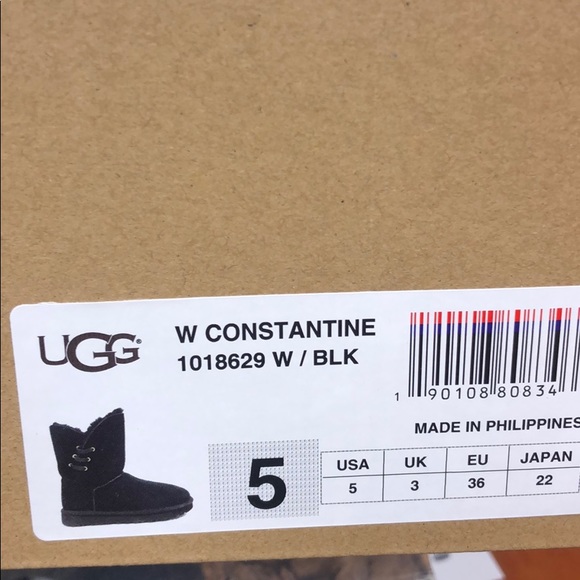 UGG®
W CONSTANTINE
1018629 W / BLK
1 90108 80834
MADE IN PHILIPPINES
5
USA UK EU JAPAN
5 3 36 22